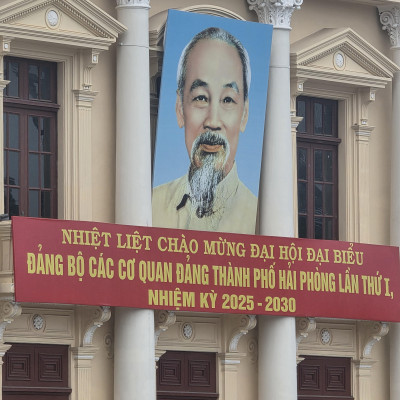 NHIỆT LIỆT CHÀO MỪNG ĐẠI HỘI ĐẠI BIỂU
ĐẢNG BỘ CÁC CƠ QUAN ĐẢNG THÀNH PHỐ HẢI PHÒNG LẦN THỨ I,
NHIỆM KỲ 2025 - 2030